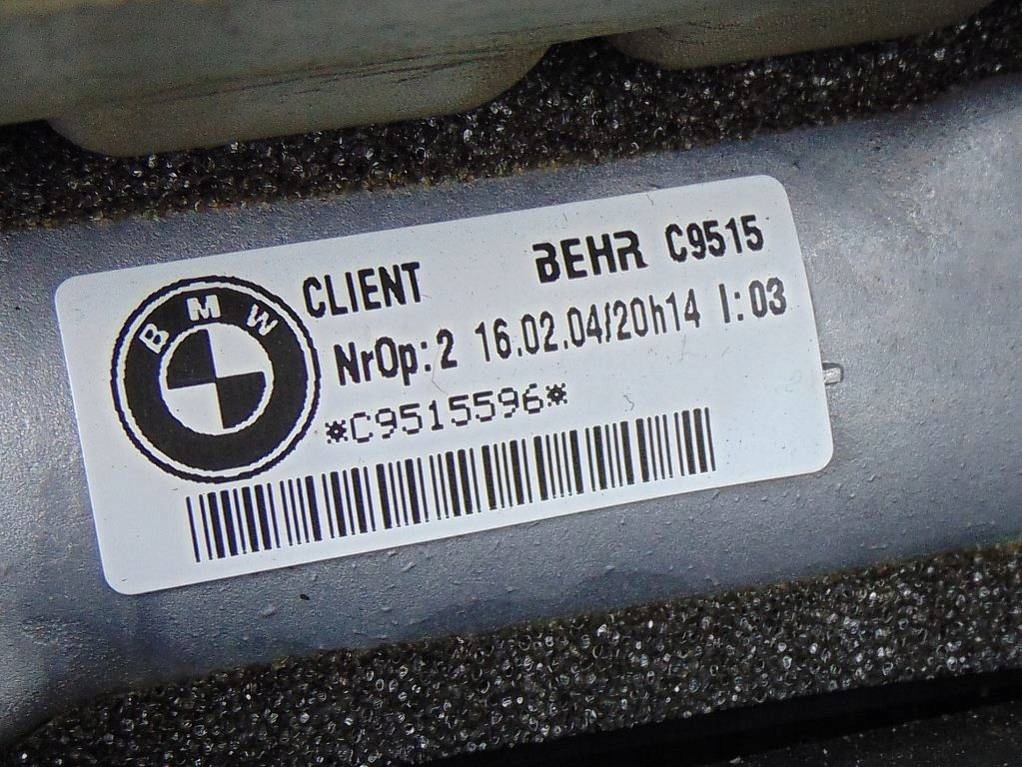 BMW
CLIENT BEHR C9515
NrOp:2 16.02.04/20h14 I:03
*C9515596*